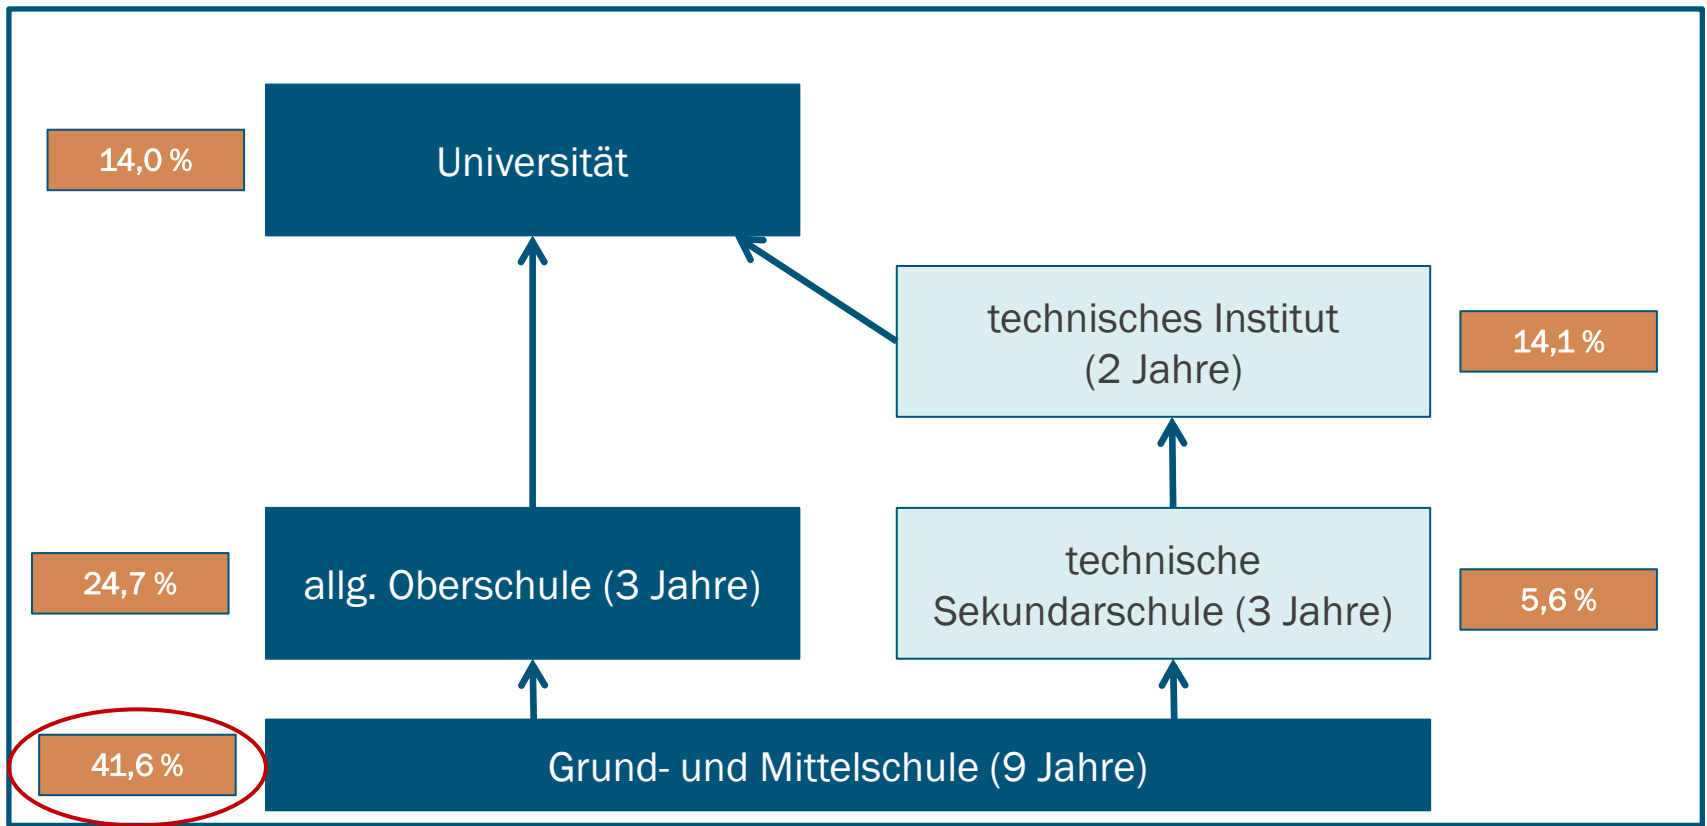 14,0 %
Universität
technisches Institut
(2 Jahre)
14,1 %
24,7 %
allg. Oberschule (3 Jahre)
technische
Sekundarschule (3 Jahre)
5,6 %
41,6 %
Grund- und Mittelschule (9 Jahre)